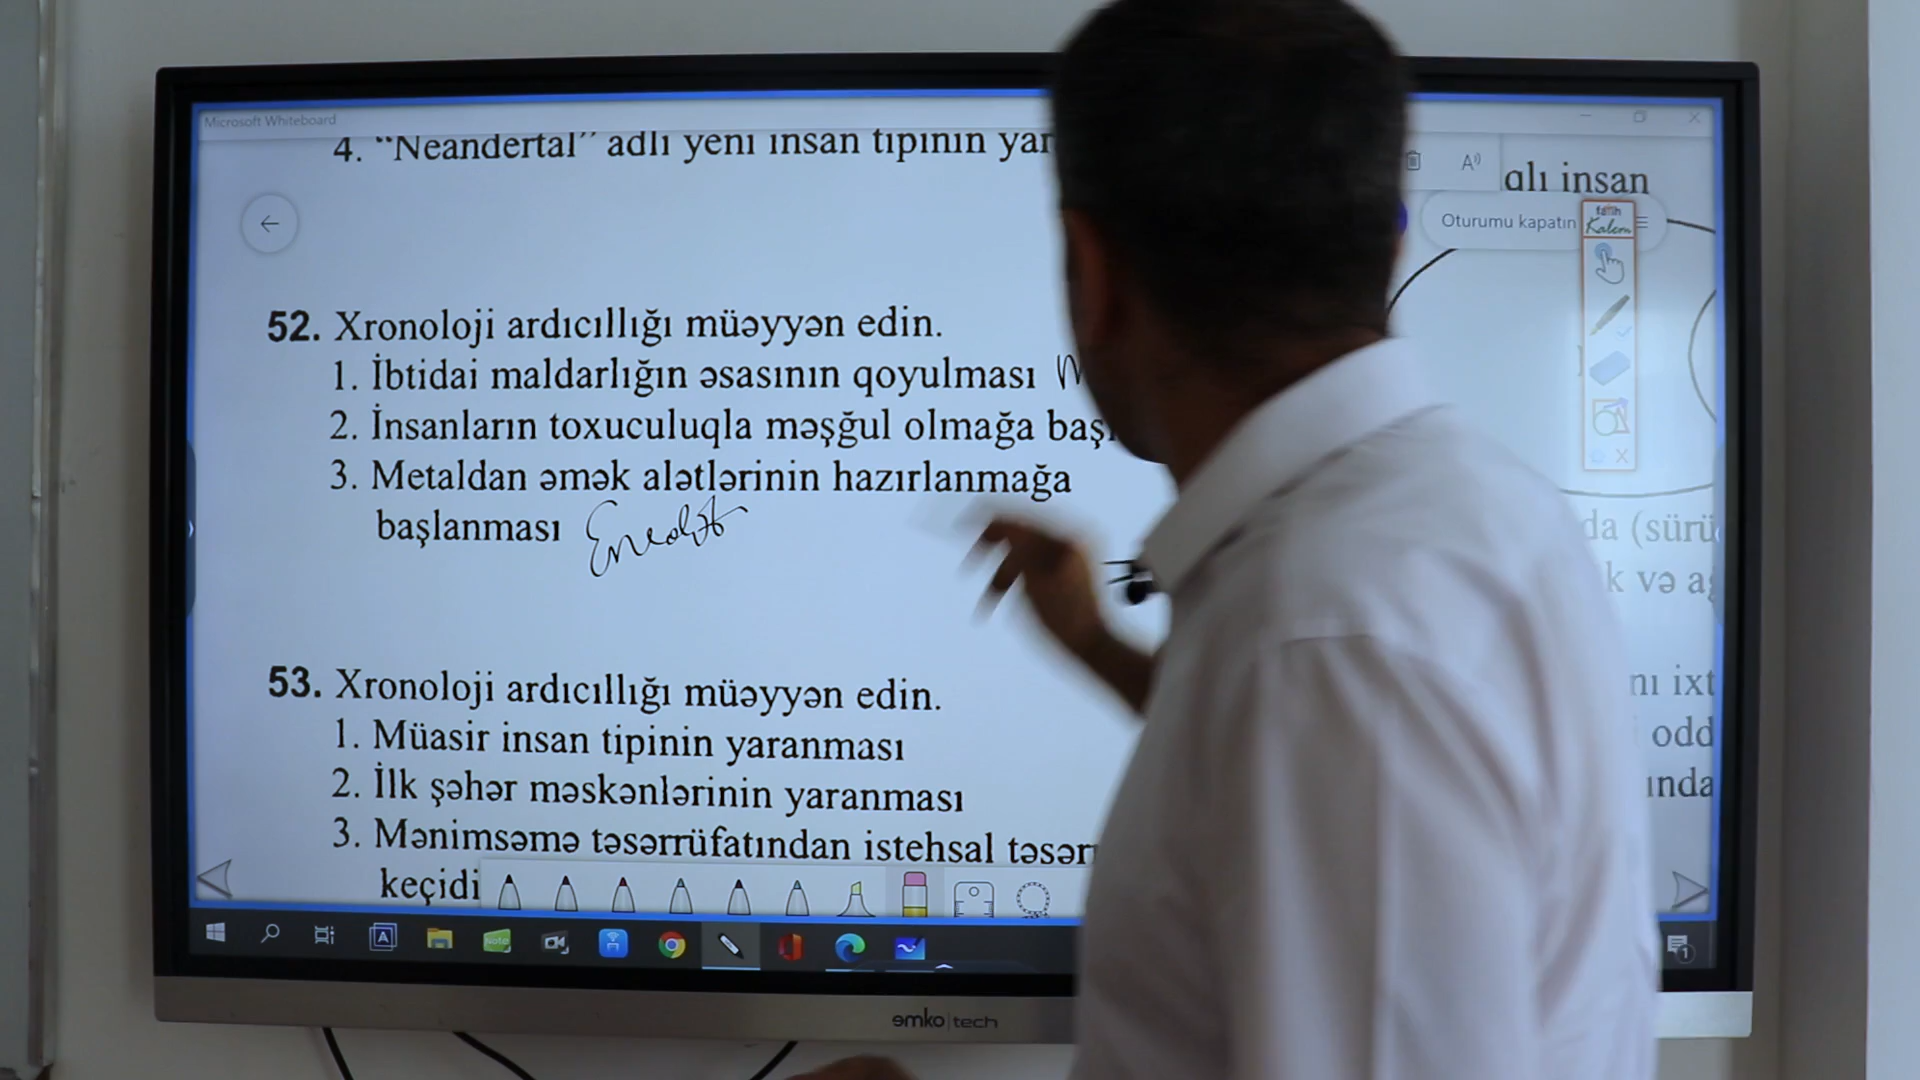 Microsoft Whiteboard
4. “Neandertal” adlı yeni insan tipinin
alı insan
Oturumu kapatın
fatih
Kalem
52. Xronoloji ardıcıllığı müəyyən edin.
1. İbtidai maldarlığın əsasının qoyulması
2. İnsanların toxuculuqla məşğul olmağa
3. Metaldan əmək alətlərinin hazırlanmağa
başlanması Eneolit
da (sürü
k və
53. Xronoloji ardıcıllığı müəyyən edin.
1. Müasir insan tipinin yaranması
2. İlk şəhər məskənlərinin yaranması
3. Mənimsəmə təsərrüfatından istehsal
keçidi
nı ixt
odd
ında
emko|tech